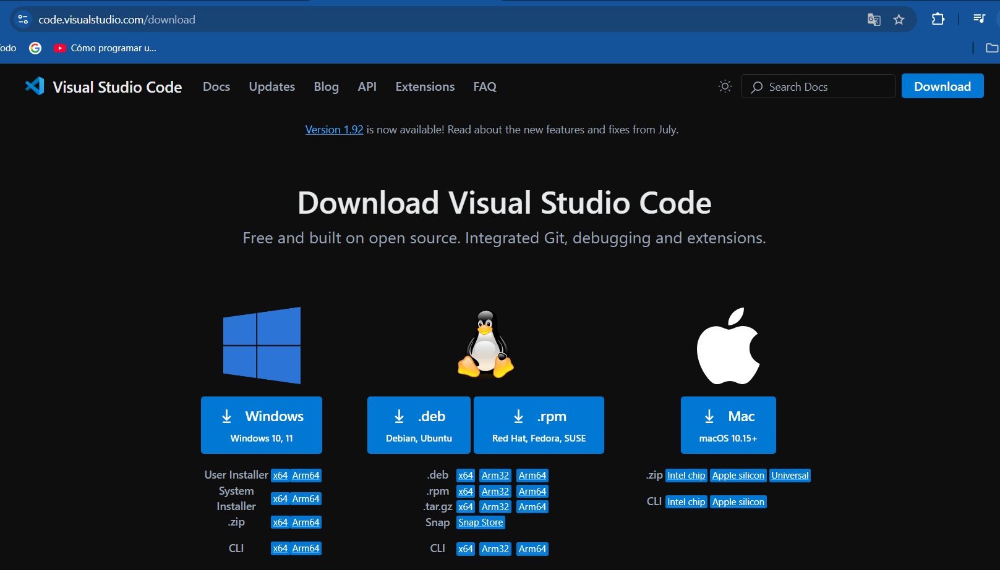 code.visualstudio.com/download
odo Cómo programar u...
Visual Studio Code Docs Updates Blog API Extensions FAQ Search Docs Download
Version 1.92 is now available! Read about the new features and fixes from July.
Download Visual Studio Code
Free and built on open source. Integrated Git, debugging and extensions.
Windows
Windows 10, 11
User Installer x64 Arm64
System
Installer x64 Arm64
.zip x64 Arm64
CLI x64 Arm64
.deb
Debian, Ubuntu
.rpm
Red Hat, Fedora, SUSE
.deb x64 Arm32 Arm64
.rpm x64 Arm32 Arm64
.tar.gz x64 Arm32 Arm64
Snap Snap Store
CLI x64 Arm32 Arm64
Mac
macOS 10.15+
.zip Intel chip Apple silicon Universal
CLI Intel chip Apple silicon